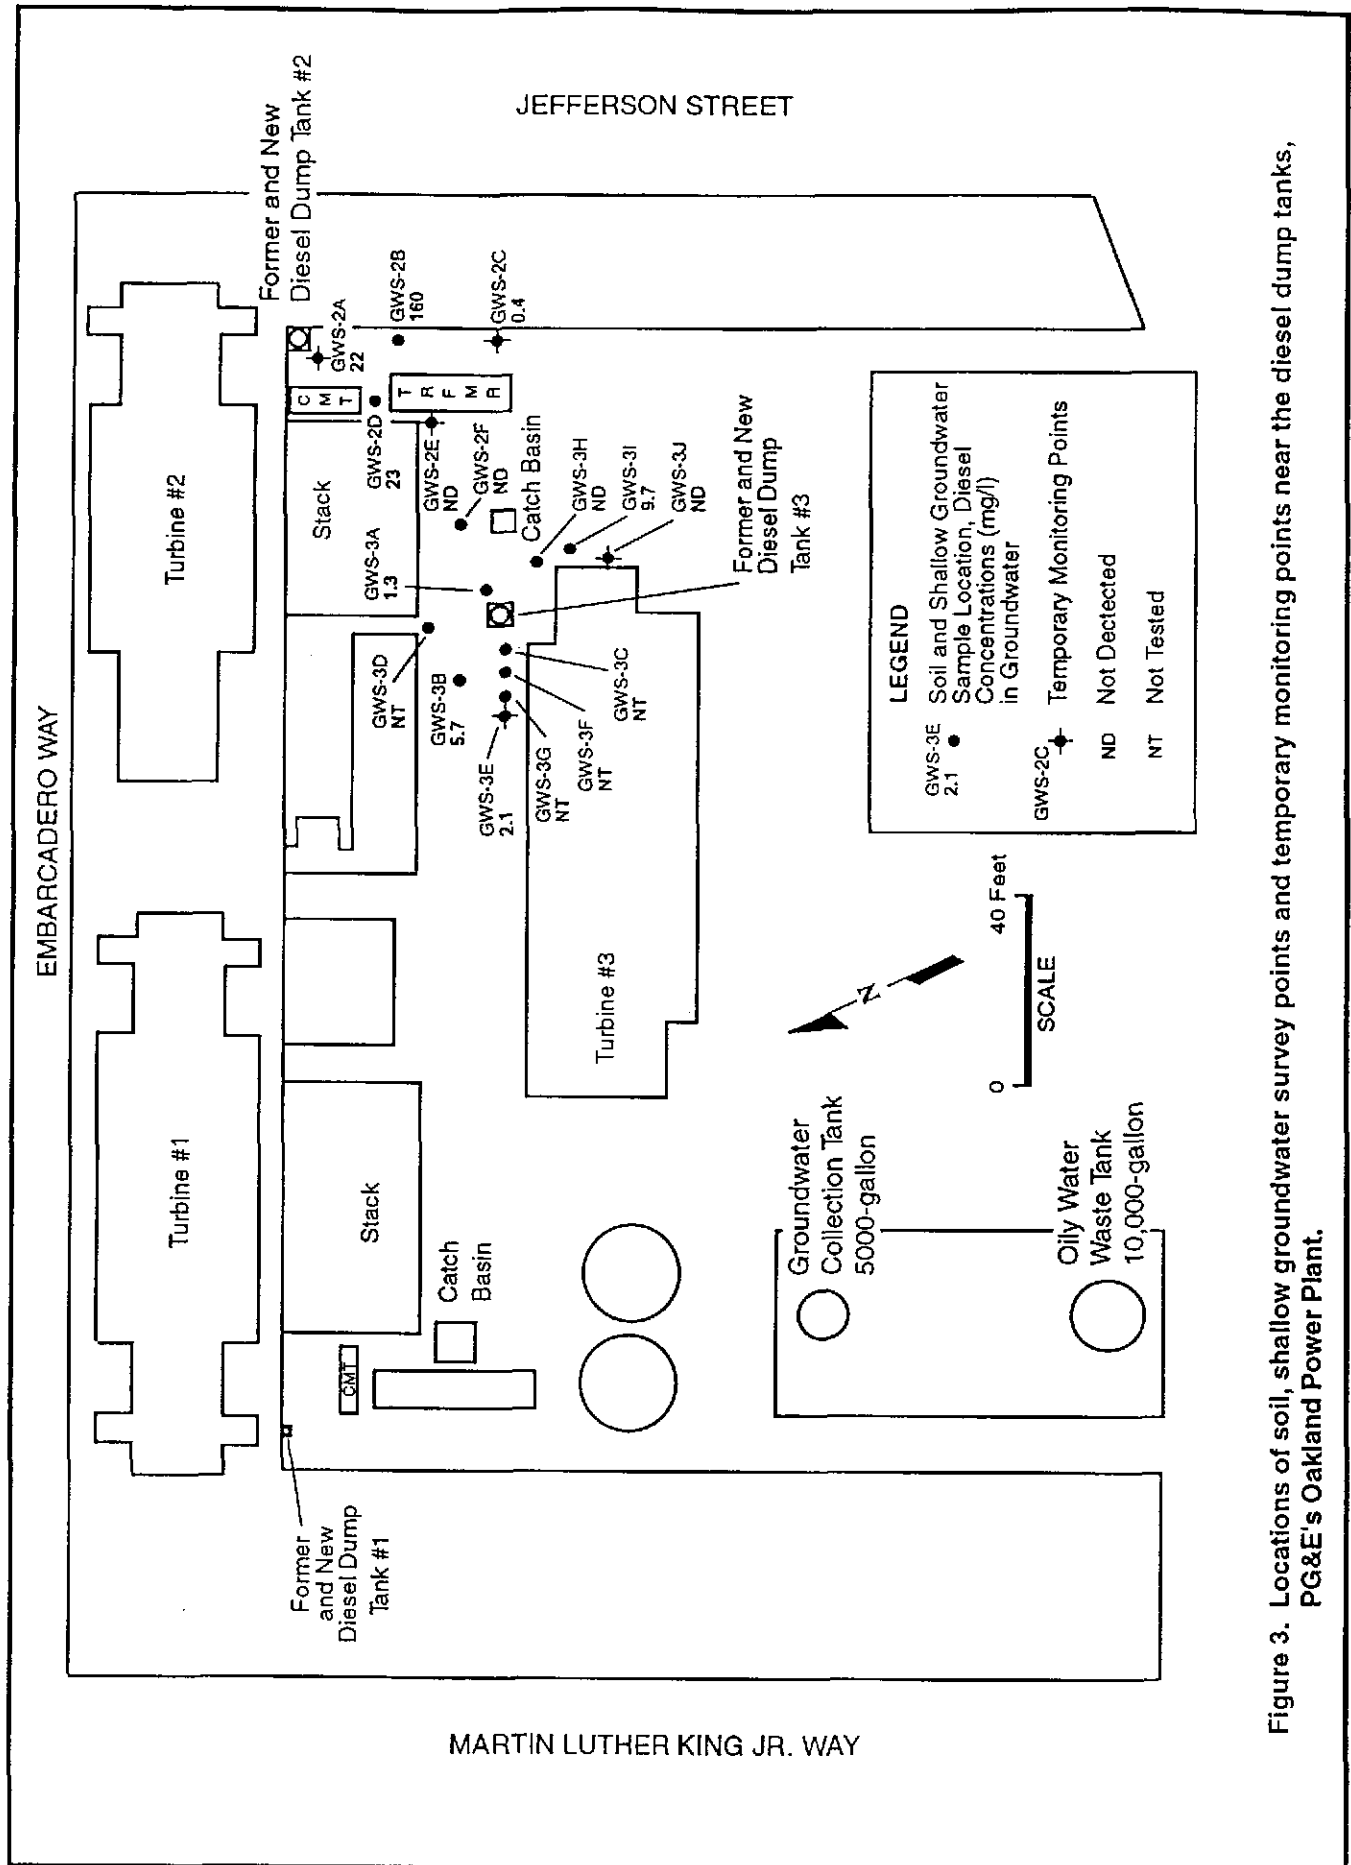 EMBARCADERO WAY
JEFFERSON STREET
MARTIN LUTHER KING JR. WAY
Turbine #1
Turbine #2
Former and New
Diesel Dump Tank #2
Former
and New
Diesel Dump
Tank #1
CMT
Stack
Catch
Basin
Stack
C
M
T
T
R
F
M
R
GWS-2A
22
GWS-2B
160
GWS-2C
0.4
GWS-2D
23
GWS-2E
ND
GWS-2F
ND
Catch Basin
GWS-3A
1.3
GWS-3D
NT
GWS-3B
5.7
GWS-3E
2.1
GWS-3G
NT
GWS-3F
NT
GWS-3C
NT
GWS-3H
ND
GWS-3I
9.7
GWS-3J
ND
Former and New
Diesel Dump
Tank #3
Turbine #3
Groundwater
Collection Tank
5000-gallon
Oily Water
Waste Tank
10,000-gallon
N
0
40 Feet
SCALE
LEGEND
GWS-3E
2.1
Soil and Shallow Groundwater
Sample Location, Diesel
Concentrations (mg/l)
in Groundwater
GWS-2C
Temporary Monitoring Points
ND Not Dectected
NT Not Tested
Figure 3. Locations of soil, shallow groundwater survey points and temporary monitoring points near the diesel dump tanks,
PG&E's Oakland Power Plant.